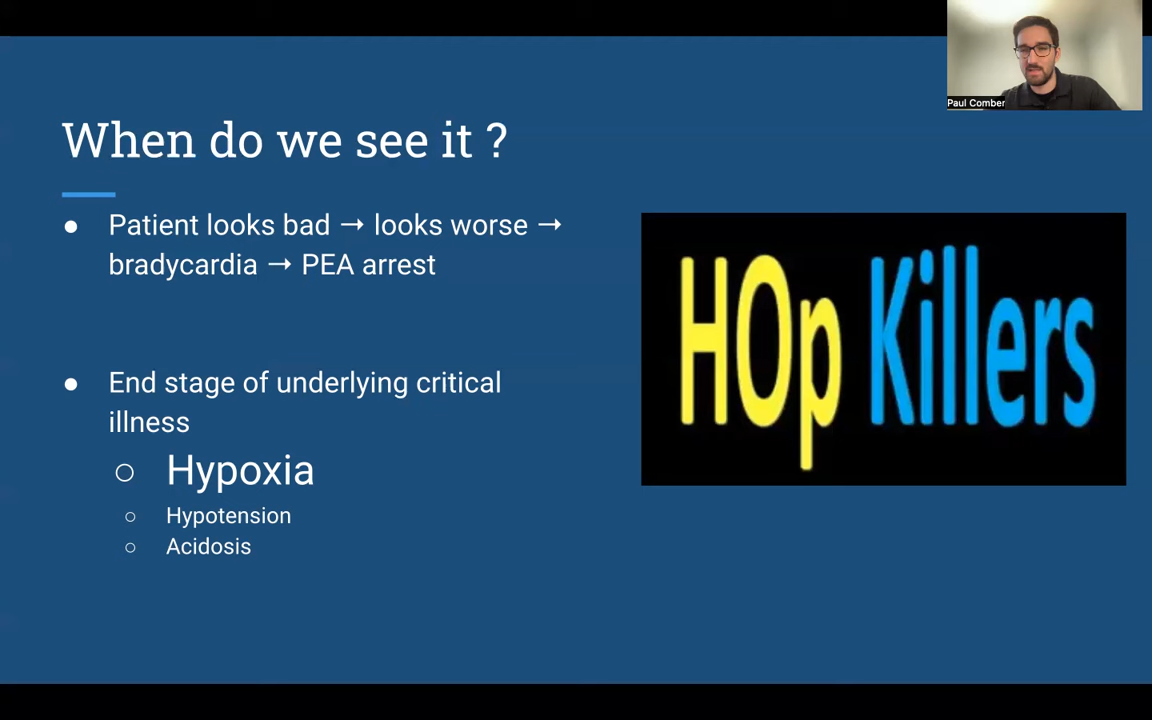 Paul Comber
When do we see it ?
● Patient looks bad → looks worse →
bradycardia → PEA arrest
● End stage of underlying critical
illness
○ Hypoxia
○ Hypotension
○ Acidosis
HOp Killers